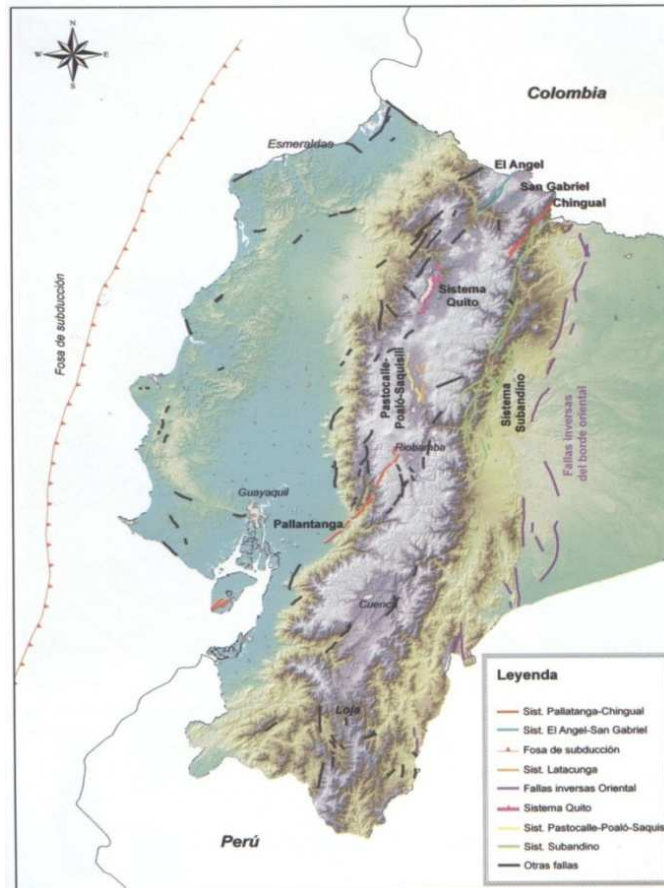 N
W E
S
Colombia
Esmeraldas
El Angel
San Gabriel
Chingual
Fosa de subducción
Sistema
Quito
Pastocalle-
Poaló-Saquisilí
Sistema
Subandino
Fallas inversas
del borde oriental
Riobamba
Guayaquil
Pallantanga
Cuenca
Loja
Perú
Leyenda
Sist. Pallatanga-Chingual
Sist. El Angel-San Gabriel
Fosa de subducción
Sist. Latacunga
Fallas inversas Oriental
Sistema Quito
Sist. Pastocalle-Poaló-Saquis
Sist. Subandino
Otras fallas